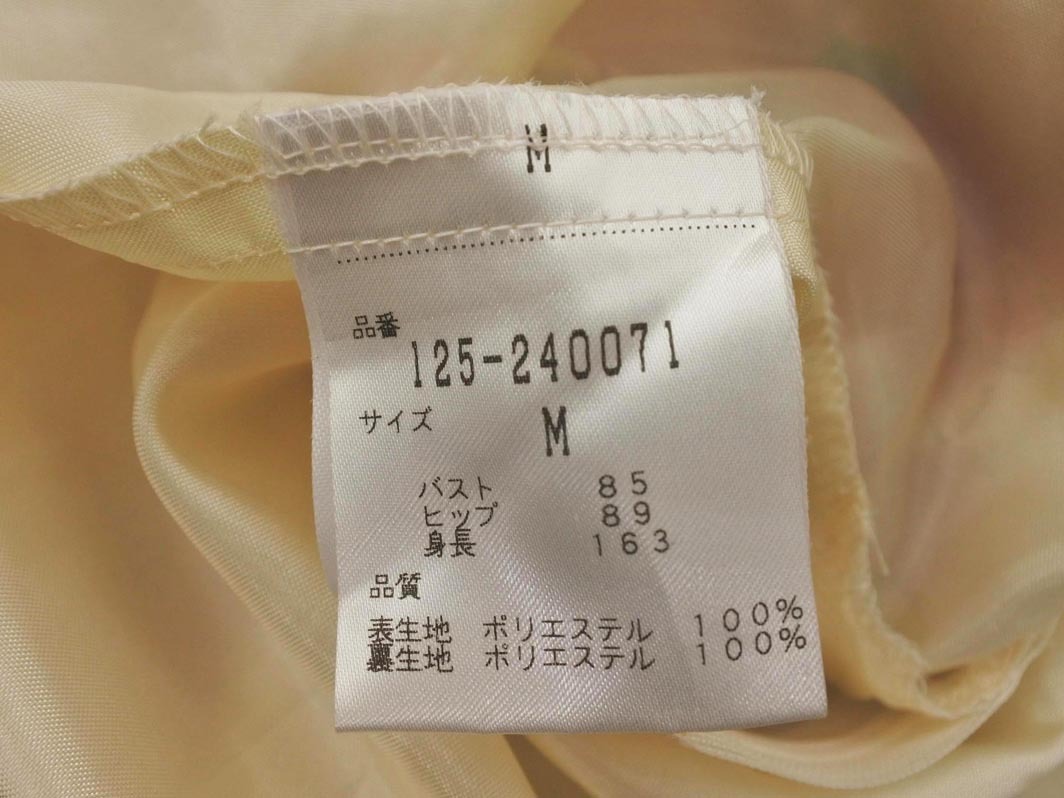 M
品番
125-240071
サイズ
M
バスト 85
ヒップ 89
身長 163
品質
表生地 ポリエステル 100%
裏生地 ポリエステル 100%